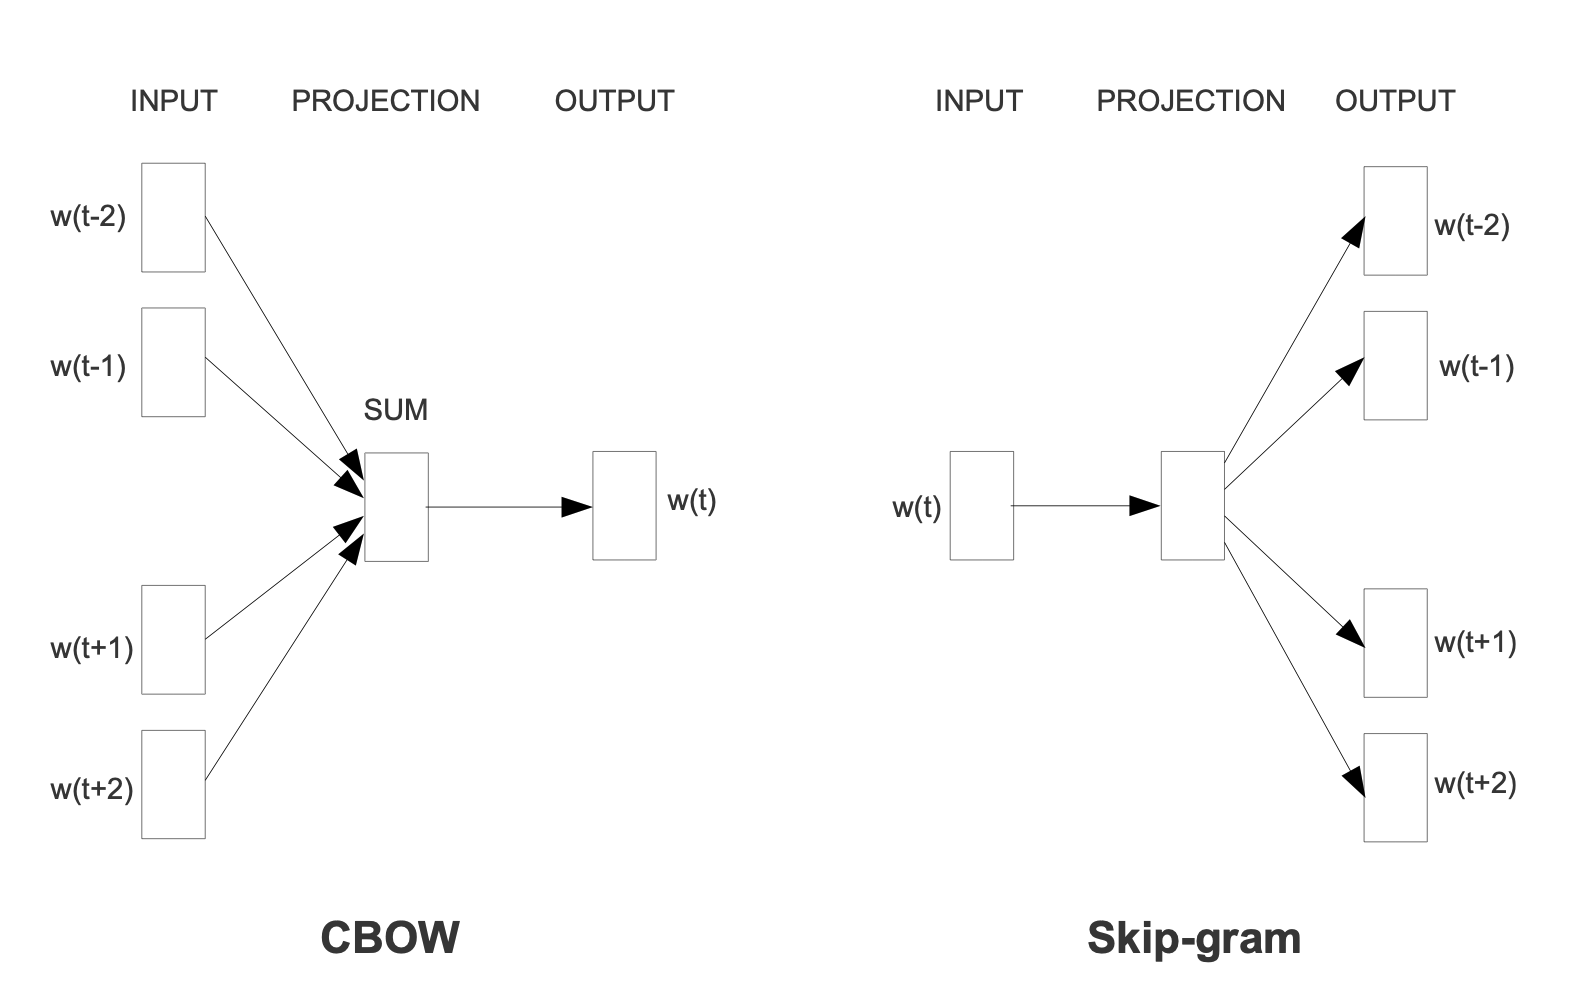 INPUT PROJECTION OUTPUT
w(t-2)
w(t-1)
SUM
w(t)
w(t+1)
w(t+2)
CBOW
INPUT PROJECTION OUTPUT
w(t-2)
w(t-1)
w(t)
w(t+1)
w(t+2)
Skip-gram